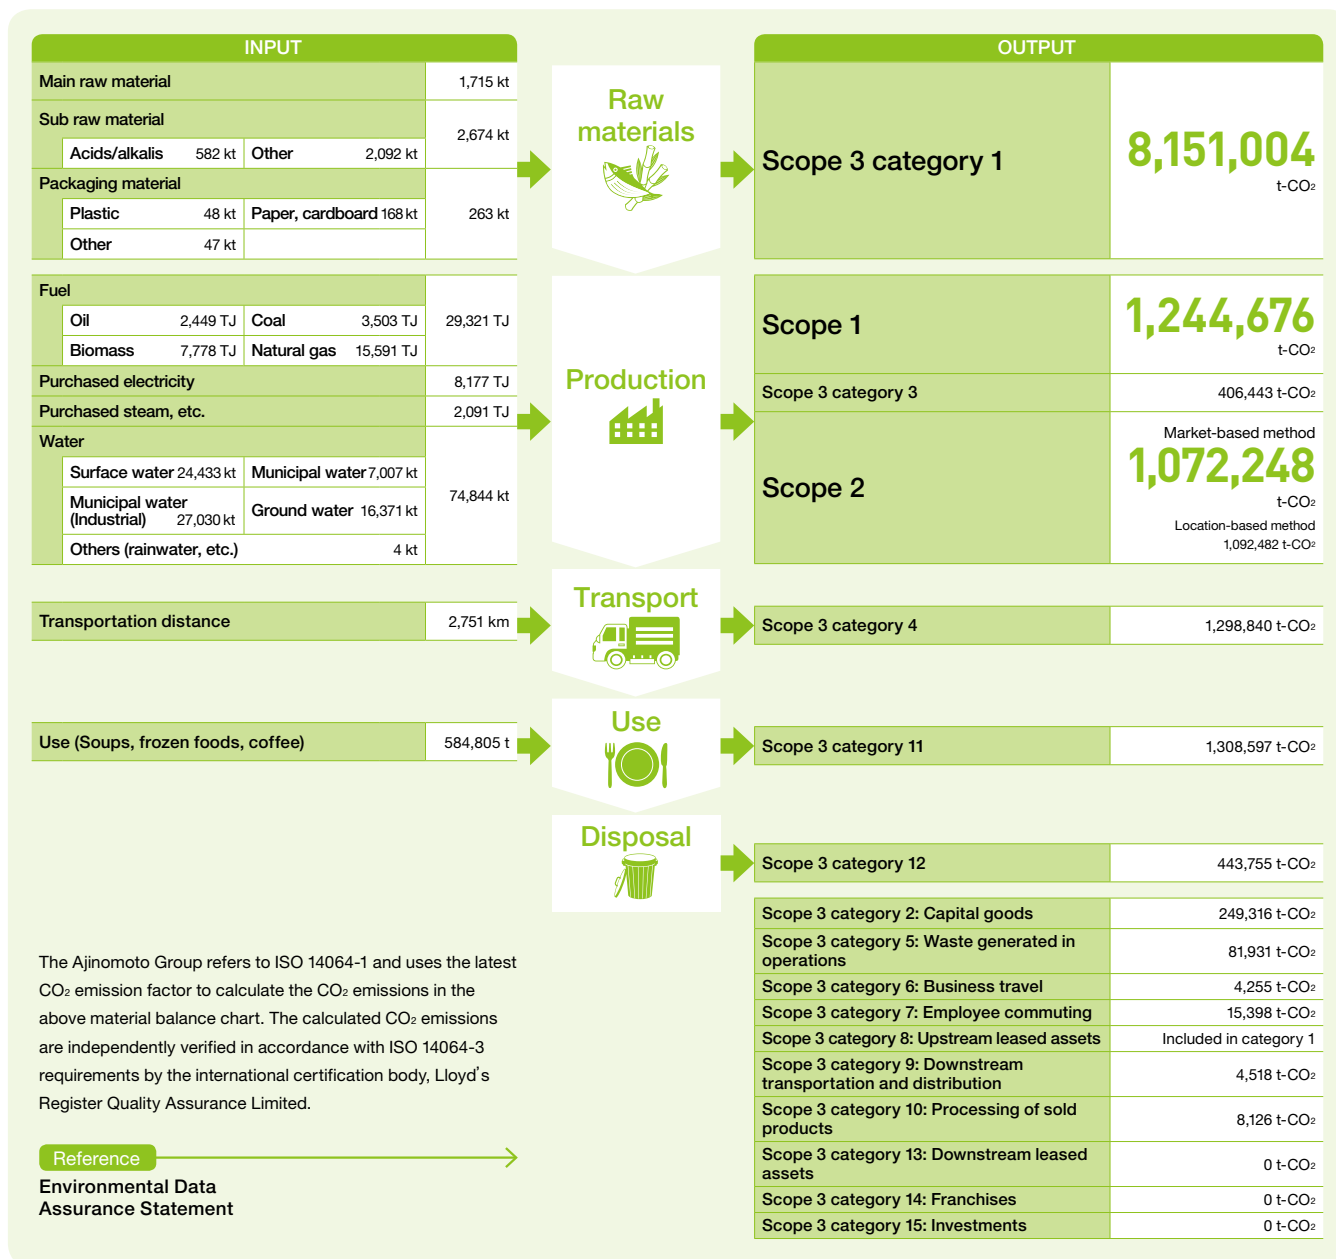 INPUT
Main raw material 1,715 kt
Sub raw material 2,674 kt
Acids/alkalis 582 kt Other 2,092 kt
Packaging material 263 kt
Plastic 48 kt Paper, cardboard 168 kt
Other 47 kt
Fuel 29,321 TJ
Oil 2,449 TJ Coal 3,503 TJ
Biomass 7,778 TJ Natural gas 15,591 TJ
Purchased electricity 8,177 TJ
Purchased steam, etc. 2,091 TJ
Water 74,844 kt
Surface water 24,433 kt Municipal water 7,007 kt
Municipal water
(Industrial) 27,030 kt Ground water 16,371 kt
Others (rainwater, etc.) 4 kt
Transportation distance 2,751 km
Use (Soups, frozen foods, coffee) 584,805 t
Raw
materials
Production
Transport
Use
Disposal
OUTPUT
Scope 3 category 1 8,151,004
t-CO2
Scope 1 1,244,676
t-CO2
Scope 3 category 3 406,443 t-CO2
Scope 2
Market-based method
1,072,248
t-CO2
Location-based method
1,092,482 t-CO2
Scope 3 category 4 1,298,840 t-CO2
Scope 3 category 11 1,308,597 t-CO2
Scope 3 category 12 443,755 t-CO2
Scope 3 category 2: Capital goods 249,316 t-CO2
Scope 3 category 5: Waste generated in
operations 81,931 t-CO2
Scope 3 category 6: Business travel 4,255 t-CO2
Scope 3 category 7: Employee commuting 15,398 t-CO2
Scope 3 category 8: Upstream leased assets Included in category 1
Scope 3 category 9: Downstream
transportation and distribution 4,518 t-CO2
Scope 3 category 10: Processing of sold
products 8,126 t-CO2
Scope 3 category 13: Downstream leased
assets 0 t-CO2
Scope 3 category 14: Franchises 0 t-CO2
Scope 3 category 15: Investments 0 t-CO2
The Ajinomoto Group refers to ISO 14064-1 and uses the latest
CO2 emission factor to calculate the CO2 emissions in the
above material balance chart. The calculated CO2 emissions
are independently verified in accordance with ISO 14064-3
requirements by the international certification body, Lloyd's
Register Quality Assurance Limited.
Reference
Environmental Data
Assurance Statement